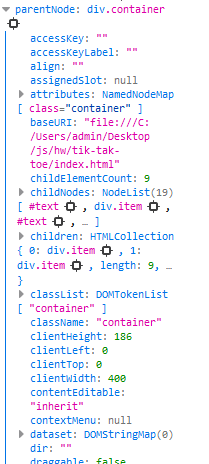 parentNode: div.container
accessKey: ""
accessKeyLabel: ""
align: ""
assignedSlot: null
attributes: NamedNodeMap
[ class="container" ]
baseURI: "file:///C:
/Users/admin/Desktop
/js/hw/tik-tak-
toe/index.html"
childElementCount: 9
childNodes: NodeList(19)
[ #text , div.item ,
#text , … ]
children: HTMLCollection
{ 0: div.item , 1:
div.item , length: 9, …
}
classList: DOMTokenList
[ "container" ]
className: "container"
clientHeight: 186
clientLeft: 0
clientTop: 0
clientWidth: 400
contentEditable:
"inherit"
contextMenu: null
dataset: DOMStringMap(0)
dir: ""
draggable: false